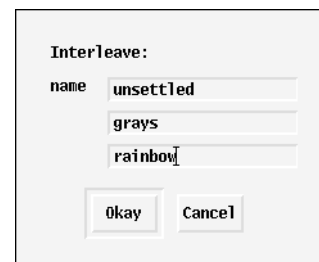 Interleave:
name unsettled
grays
rainbow
Okay Cancel